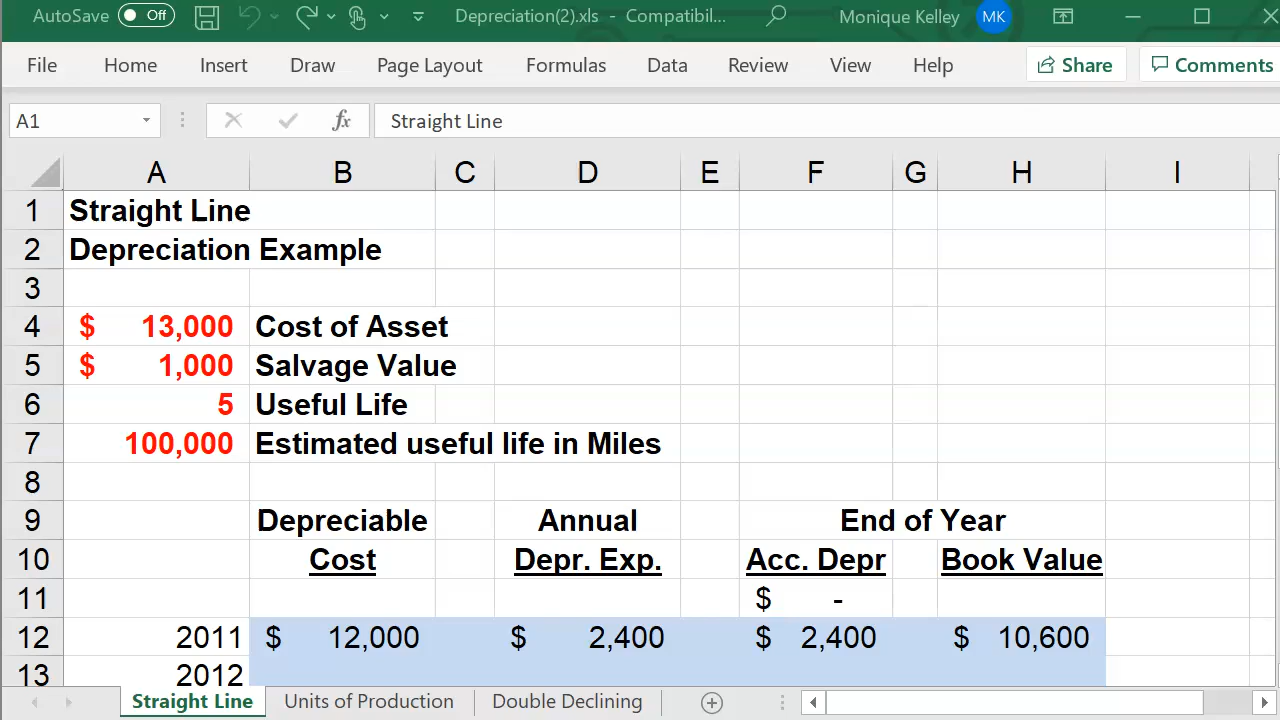 AutoSave Off Depreciation(2).xls - Compatibil... Monique Kelley MK
File Home Insert Draw Page Layout Formulas Data Review View Help Share Comments
A1 fx Straight Line
A B C D E F G H I
1 Straight Line
2 Depreciation Example
3
4 $ 13,000 Cost of Asset
5 $ 1,000 Salvage Value
6 5 Useful Life
7 100,000 Estimated useful life in Miles
8
9 Depreciable Annual End of Year
10 Cost Depr. Exp. Acc. Depr Book Value
11 $ -
12 2011 $ 12,000 $ 2,400 $ 2,400 $ 10,600
13 2012
Straight Line Units of Production Double Declining